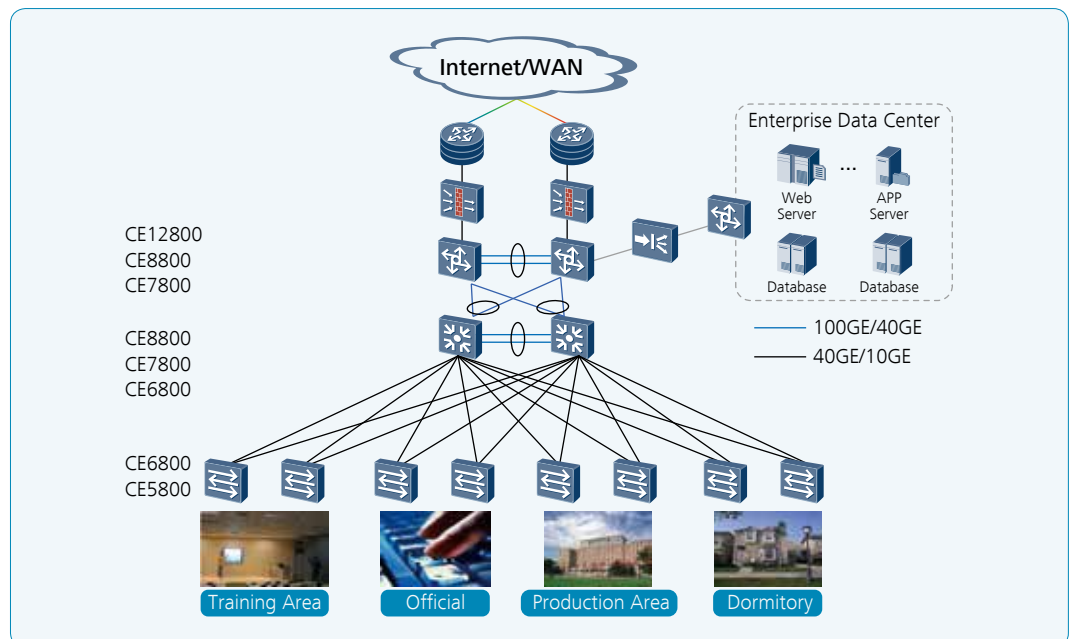 Internet/WAN
Enterprise Data Center
...
Web
Server
APP
Server
Database
Database
CE12800
CE8800
CE7800
100GE/40GE
40GE/10GE
CE8800
CE7800
CE6800
CE6800
CE5800
Training Area
Official
Production Area
Dormitory